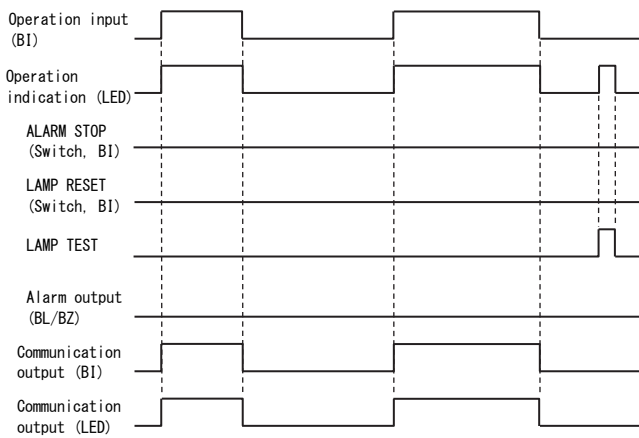 Operation input
(BI)
Operation
indication (LED)
ALARM STOP
(Switch, BI)
LAMP RESET
(Switch, BI)
LAMP TEST
Alarm output
(BL/BZ)
Communication
output (BI)
Communication
output (LED)